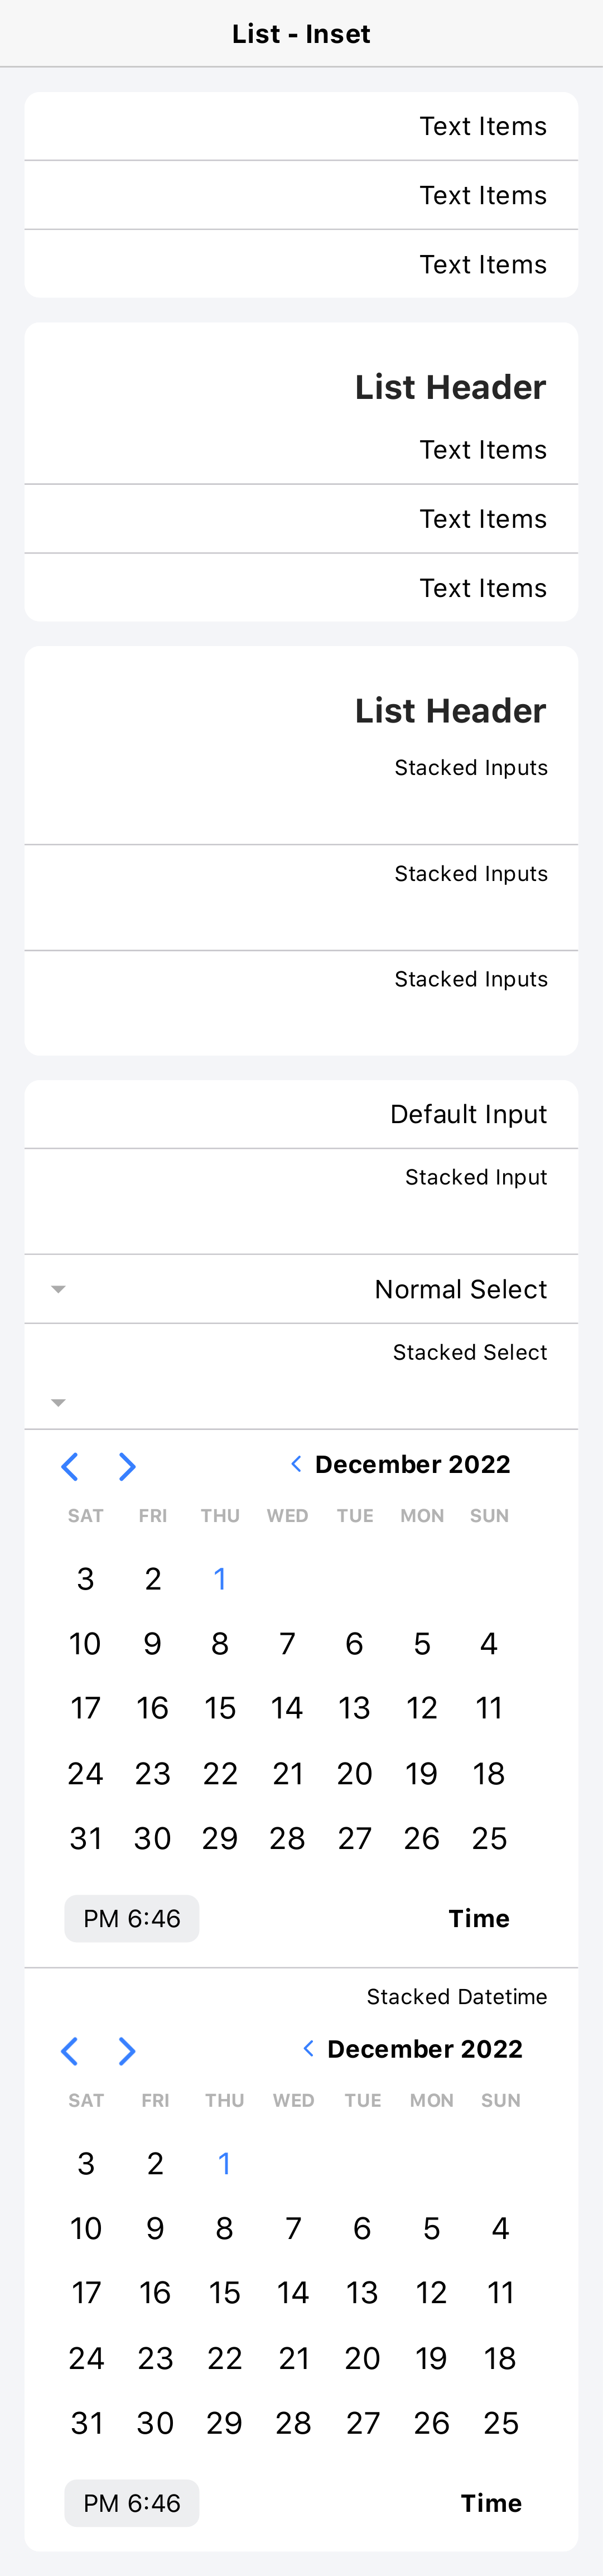 List - Inset
Text Items
Text Items
Text Items
List Header
Text Items
Text Items
Text Items
List Header
Stacked Inputs
Stacked Inputs
Stacked Inputs
Default Input
Stacked Input
Normal Select
Stacked Select
December 2022
SAT FRI THU WED TUE MON SUN
3 2 1
10 9 8 7 6 5 4
17 16 15 14 13 12 11
24 23 22 21 20 19 18
31 30 29 28 27 26 25
PM 6:46 Time
Stacked Datetime
December 2022
SAT FRI THU WED TUE MON SUN
3 2 1
10 9 8 7 6 5 4
17 16 15 14 13 12 11
24 23 22 21 20 19 18
31 30 29 28 27 26 25
PM 6:46 Time